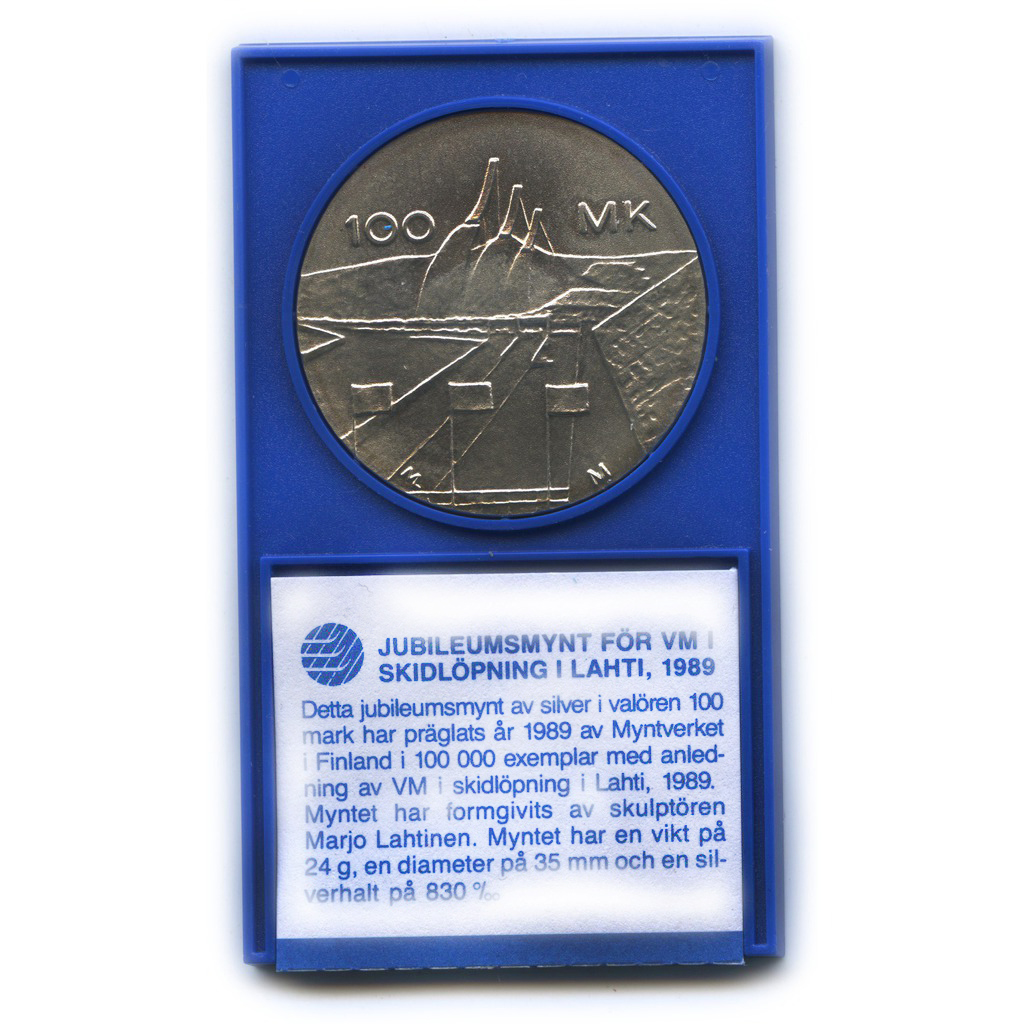 100 MK
M L M
JUBILEUMSMYNT FÖR VM I
SKIDLÖPNING I LAHTI, 1989
Detta jubileumsmynt av silver i valören 100
mark har präglats år 1989 av Myntverket
i Finland i 100 000 exemplar med anled-
ning av VM i skidlöpning i Lahti, 1989.
Myntet har formgivits av skulptören
Marjo Lahtinen. Myntet har en vikt på
24 g, en diameter på 35 mm och en sil-
verhalt på 830 ‰